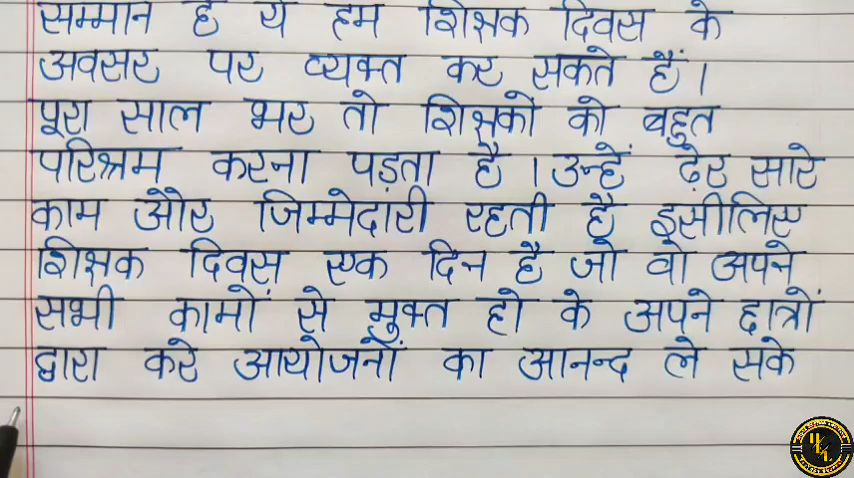 सम्मान है ये हम शिक्षक दिवस के
अवसर पर व्यक्त कर सकते हैं।
पूरा साल भर तो शिक्षकों को बहुत
परिश्रम करना पड़ता है। उन्हें ढ़ेर सारे
काम और जिम्मेदारी रहती है इसीलिए
शिक्षक दिवस एक दिन है जो वो अपने
सभी कामों से मुक्त हो के अपने छात्रों
द्वारा करे आयोजनों का आनन्द ले सके